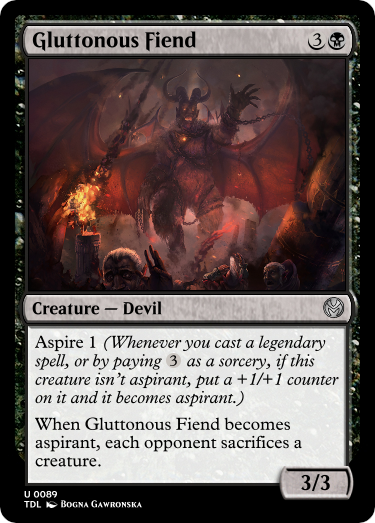 Gluttonous Fiend 3
Creature — Devil
Aspire 1 (Whenever you cast a legendary
spell, or by paying 3 as a sorcery, if this
creature isn't aspirant, put a +1/+1 counter
on it and it becomes aspirant.)
When Gluttonous Fiend becomes
aspirant, each opponent sacrifices a
creature.
3/3
U 0089
TDL Bogna Gawronska